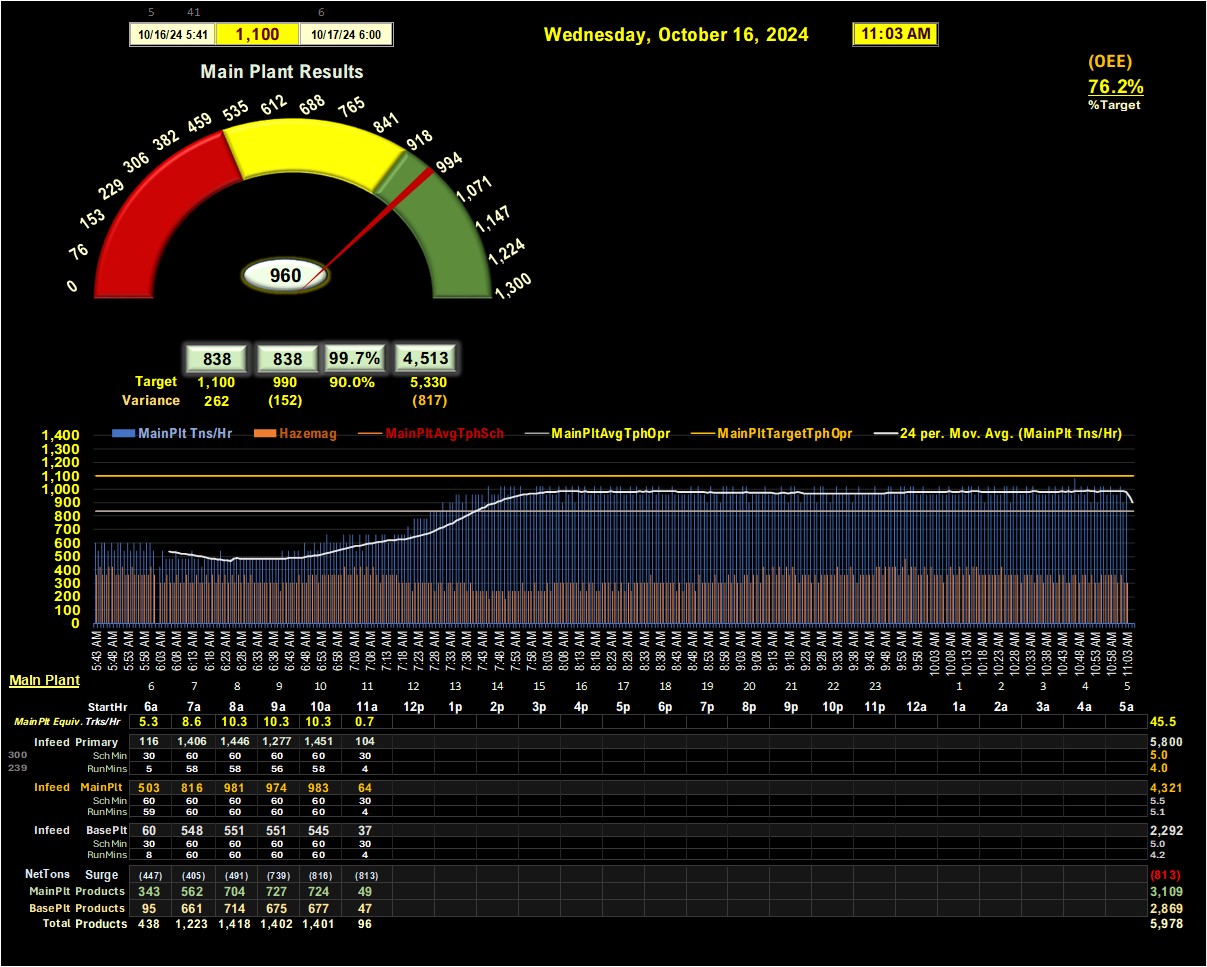 5 41 6
10/16/24 5:41 1,100 10/17/24 6:00 Wednesday, October 16, 2024 11:03 AM
(OEE)
76.2%
%Target
Main Plant Results
0 76 153 229 306 382 459 535 612 688 765 841 918 994 1,071 1,147 1,224 1,300
960
838 838 99.7% 4,513
Target 1,100 990 90.0% 5,330
Variance 262 (152) (817)
MainPlt Tns/Hr Hazemag MainPltAvgTphSch MainPltAvgTphOpr MainPltTargetTphOpr 24 per. Mov. Avg. (MainPlt Tns/Hr)
1,400
1,300
1,200
1,100
1,000
900
800
700
600
500
400
300
200
100
0
5:43 AM 5:48 AM 5:53 AM 5:58 AM 6:03 AM 6:08 AM 6:13 AM 6:18 AM 6:23 AM 6:28 AM 6:33 AM 6:38 AM 6:43 AM 6:48 AM 6:53 AM 6:58 AM 7:03 AM 7:08 AM 7:13 AM 7:18 AM 7:23 AM 7:28 AM 7:33 AM 7:38 AM 7:43 AM 7:48 AM 7:53 AM 7:58 AM 8:03 AM 8:08 AM 8:13 AM 8:18 AM 8:23 AM 8:28 AM 8:33 AM 8:38 AM 8:43 AM 8:48 AM 8:53 AM 8:58 AM 9:03 AM 9:08 AM 9:13 AM 9:18 AM 9:23 AM 9:28 AM 9:33 AM 9:38 AM 9:43 AM 9:48 AM 9:53 AM 9:58 AM 10:03 AM 10:08 AM 10:13 AM 10:18 AM 10:23 AM 10:28 AM 10:33 AM 10:38 AM 10:43 AM 10:48 AM 10:53 AM 10:58 AM 11:03 AM
Main Plant
6 7 8 9 10 11 12 13 14 15 16 17 18 19 20 21 22 23 1 2 3 4 5
StartHr 6a 7a 8a 9a 10a 11a 12p 1p 2p 3p 4p 5p 6p 7p 8p 9p 10p 11p 12a 1a 2a 3a 4a 5a
MainPlt Equiv. Trks/Hr 5.3 8.6 10.3 10.3 10.3 0.7 45.5
Infeed Primary 116 1,406 1,446 1,277 1,451 104 5,800
300 Sch Min 30 60 60 60 60 30 5.0
239 RunMins 5 58 58 56 58 4 4.0
Infeed MainPlt 503 816 981 974 983 64 4,321
Sch Min 60 60 60 60 60 30 5.5
RunMins 59 60 60 60 60 4 5.1
Infeed BasePlt 60 548 551 551 545 37 2,292
Sch Min 30 60 60 60 60 30 5.0
RunMins 8 60 60 60 60 4 4.2
NetTons Surge (447) (405) (491) (739) (816) (813) (813)
MainPlt Products 343 562 704 727 724 49 3,109
BasePlt Products 95 661 714 675 677 47 2,869
Total Products 438 1,223 1,418 1,402 1,401 96 5,978